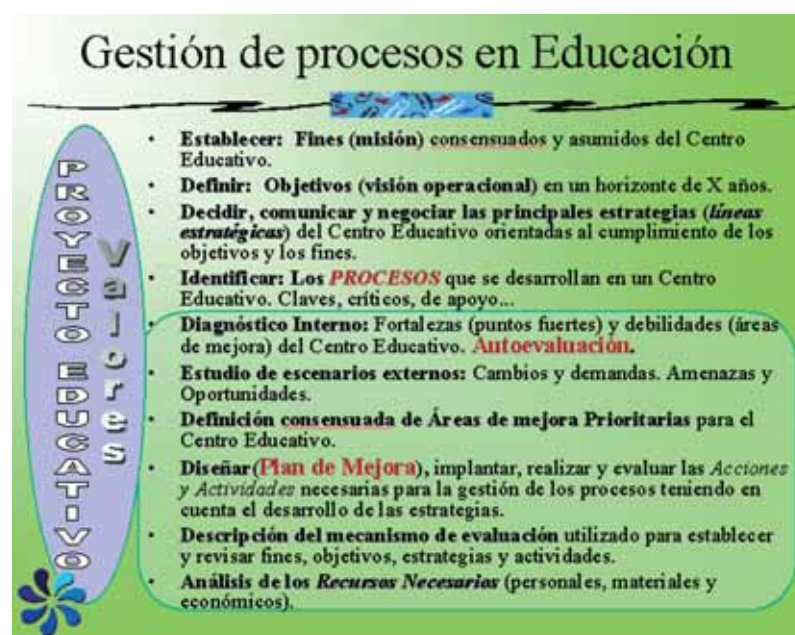 Gestión de procesos en Educación
PROYECTO EDUCATIVO
Valores
• Establecer: Fines (misión) consensuados y asumidos del Centro
Educativo.
• Definir: Objetivos (visión operacional) en un horizonte de X años.
• Decidir, comunicar y negociar las principales estrategias (líneas
estratégicas) del Centro Educativo orientadas al cumplimiento de los
objetivos y los fines.
• Identificar: Los PROCESOS que se desarrollan en un Centro
Educativo. Claves, críticos, de apoyo...
• Diagnóstico Interno: Fortalezas (puntos fuertes) y debilidades (áreas
de mejora) del Centro Educativo. Autoevaluación.
• Estudio de escenarios externos: Cambios y demandas. Amenazas y
Oportunidades.
• Definición consensuada de Áreas de mejora Prioritarias para el
Centro Educativo.
• Diseñar(Plan de Mejora), implantar, realizar y evaluar las Acciones
y Actividades necesarias para la gestión de los procesos teniendo en
cuenta el desarrollo de las estrategias.
• Descripción del mecanismo de evaluación utilizado para establecer
y revisar fines, objetivos, estrategias y actividades.
• Análisis de los Recursos Necesarios (personales, materiales y
económicos).